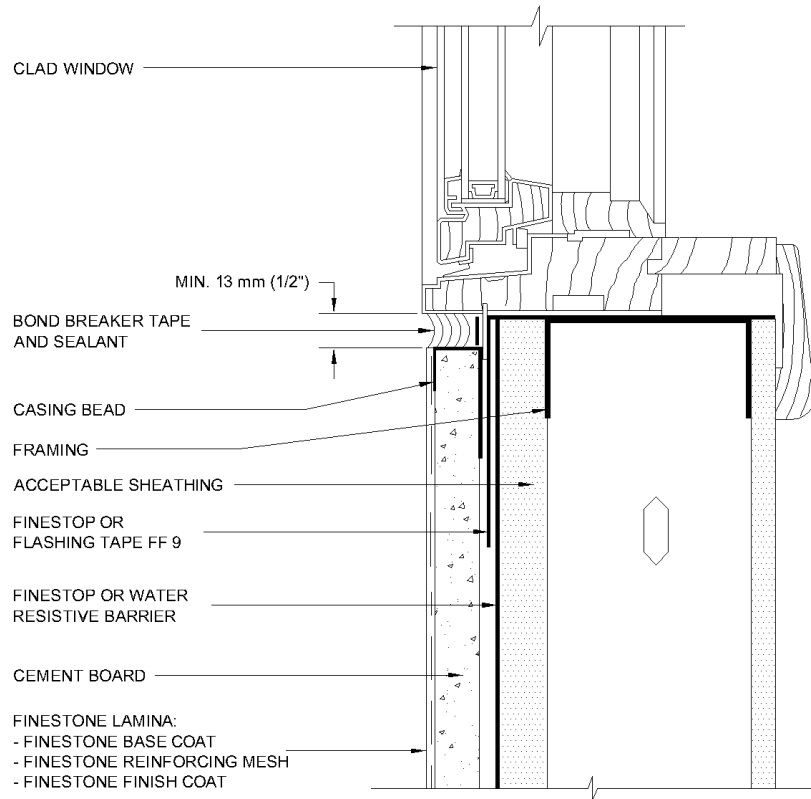 CLAD WINDOW
MIN. 13 mm (1/2")
BOND BREAKER TAPE
AND SEALANT
CASING BEAD
FRAMING
ACCEPTABLE SHEATHING
FINESTOP OR
FLASHING TAPE FF 9
FINESTOP OR WATER
RESISTIVE BARRIER
CEMENT BOARD
FINESTONE LAMINA:
- FINESTONE BASE COAT
- FINESTONE REINFORCING MESH
- FINESTONE FINISH COAT